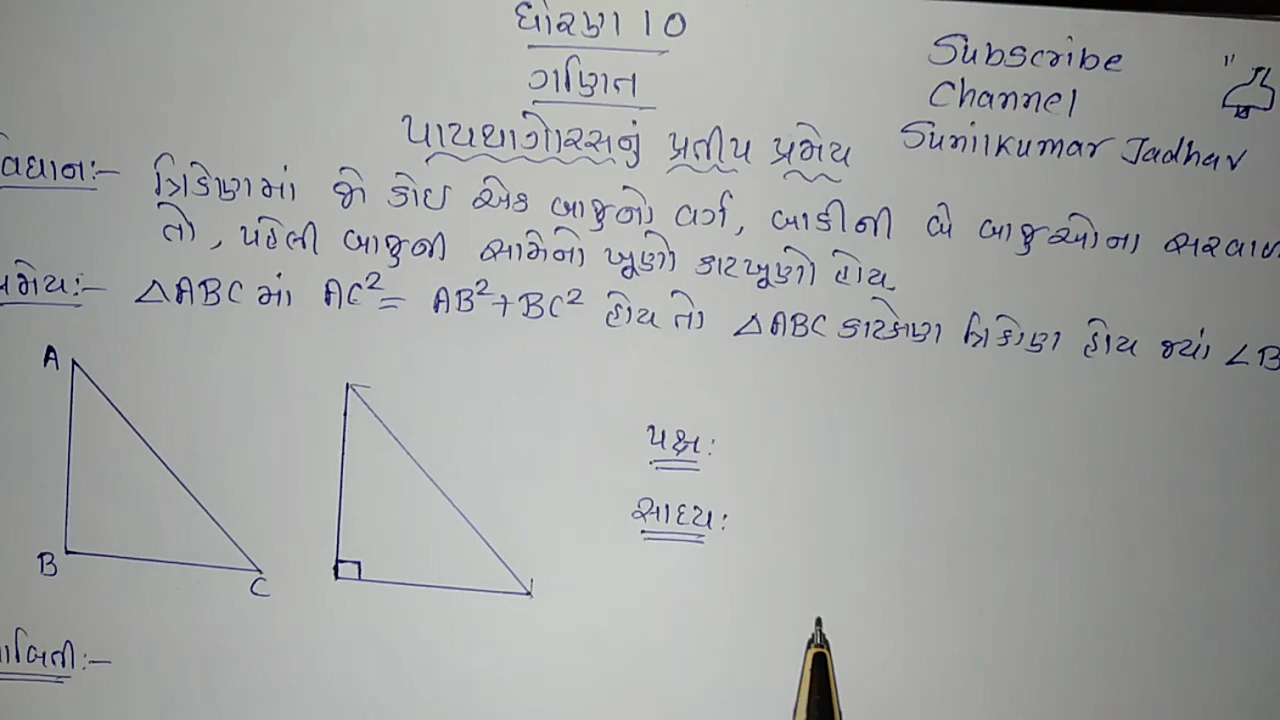 ધોરણ 10
ગણિત
Subscribe
Channel
Sunilkumar Jadhav
પાયથાગોરસનું પ્રતીપ પ્રમેય
વિધાન:- ત્રિકોણમાં જો કોઇ એક બાજુનો વર્ગ, બાકીની બે બાજુઓના સરવાળ
તો, પહેલી બાજુની સામેનો ખૂણો કાટખૂણો હોય.
પ્રમેય:- △ABC માં AC² = AB² + BC² હોય તો △ABC કાટકોણ ત્રિકોણ હોય જ્યાં ∠B
A
B
C
પક્ષ:
સાધ્ય:
સાબિતી:-